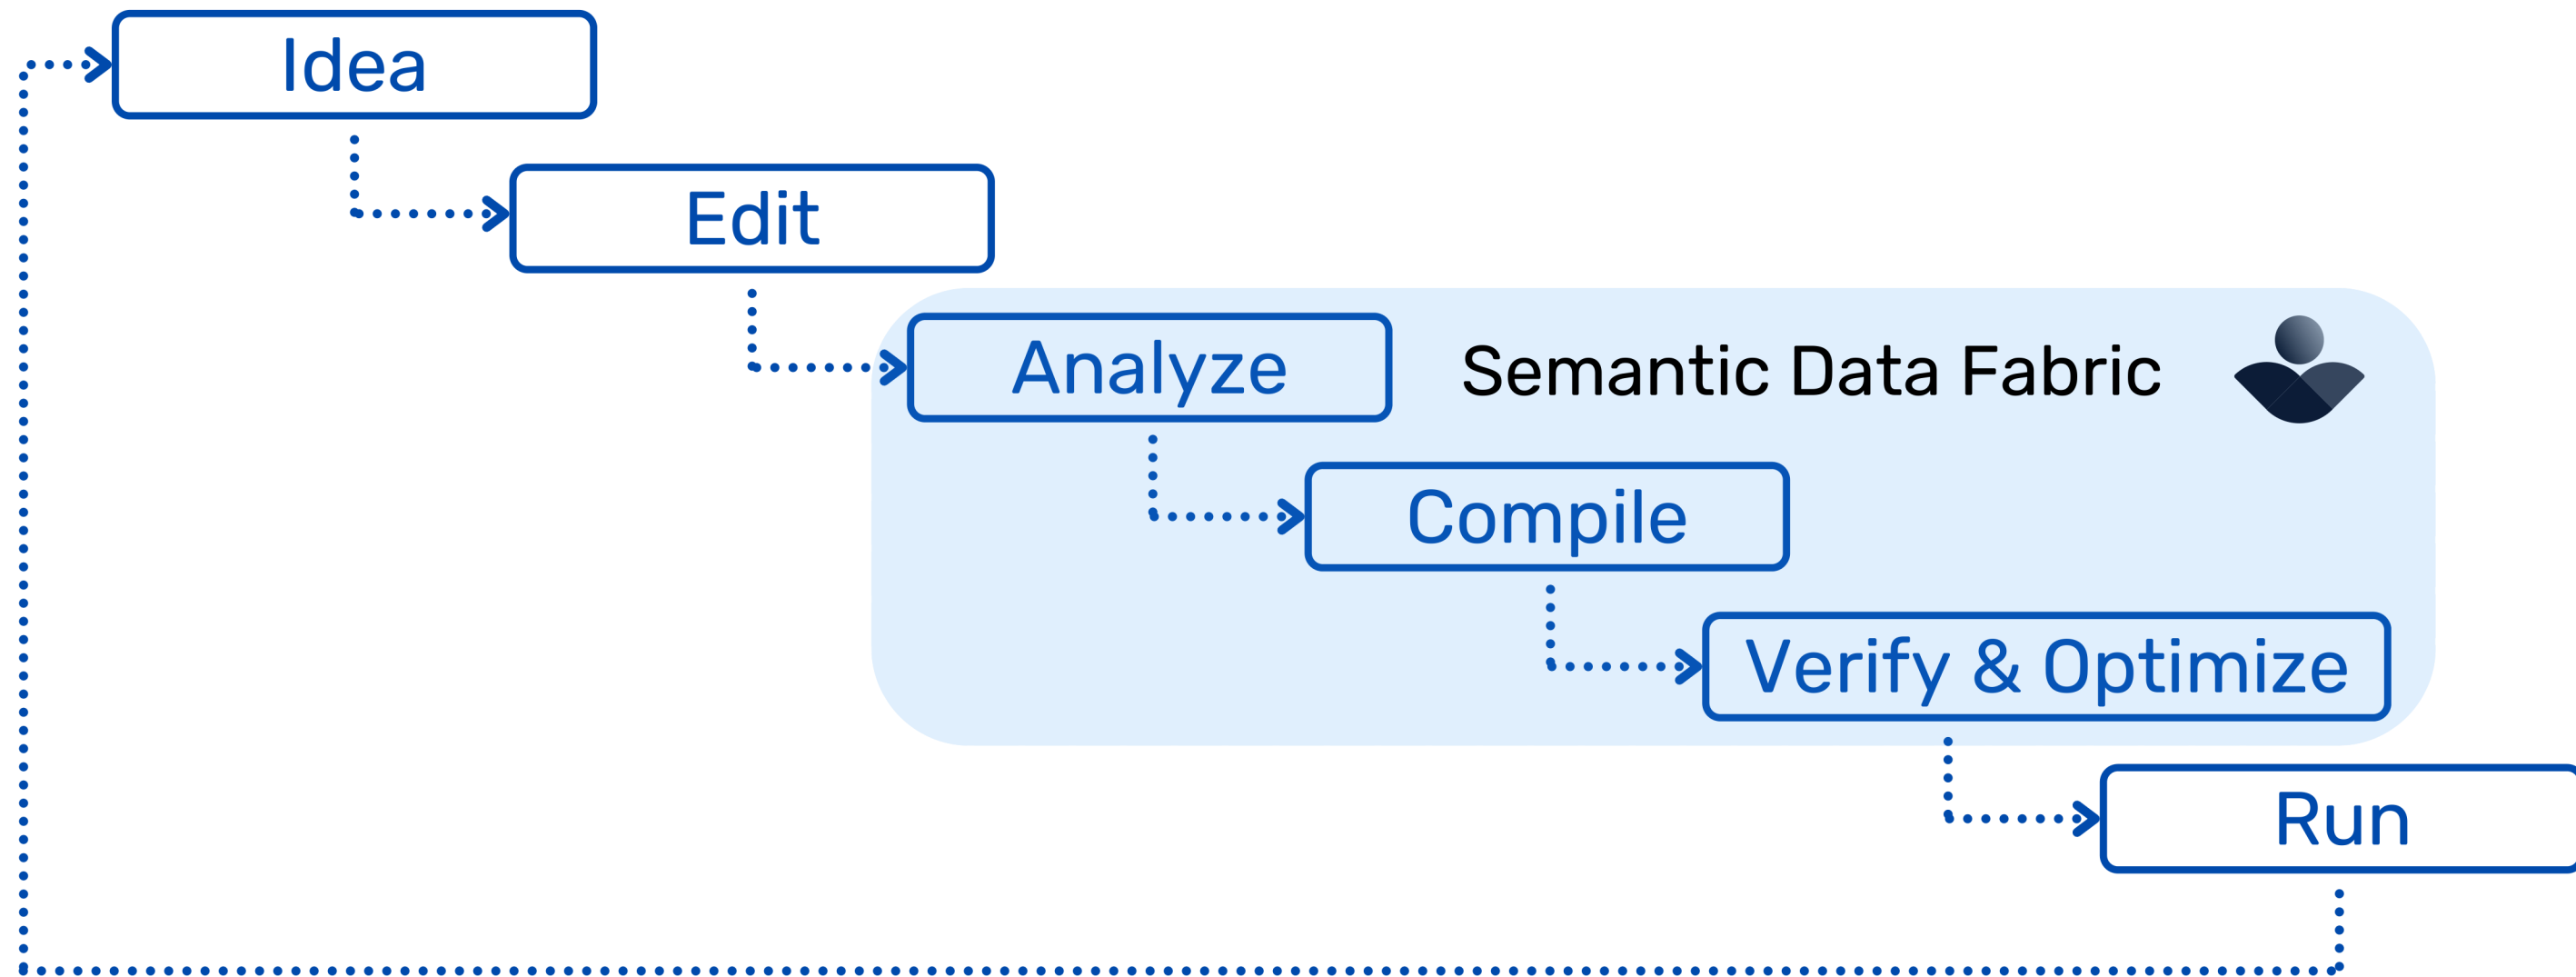 Idea
Edit
Analyze
Semantic Data Fabric
Compile
Verify & Optimize
Run